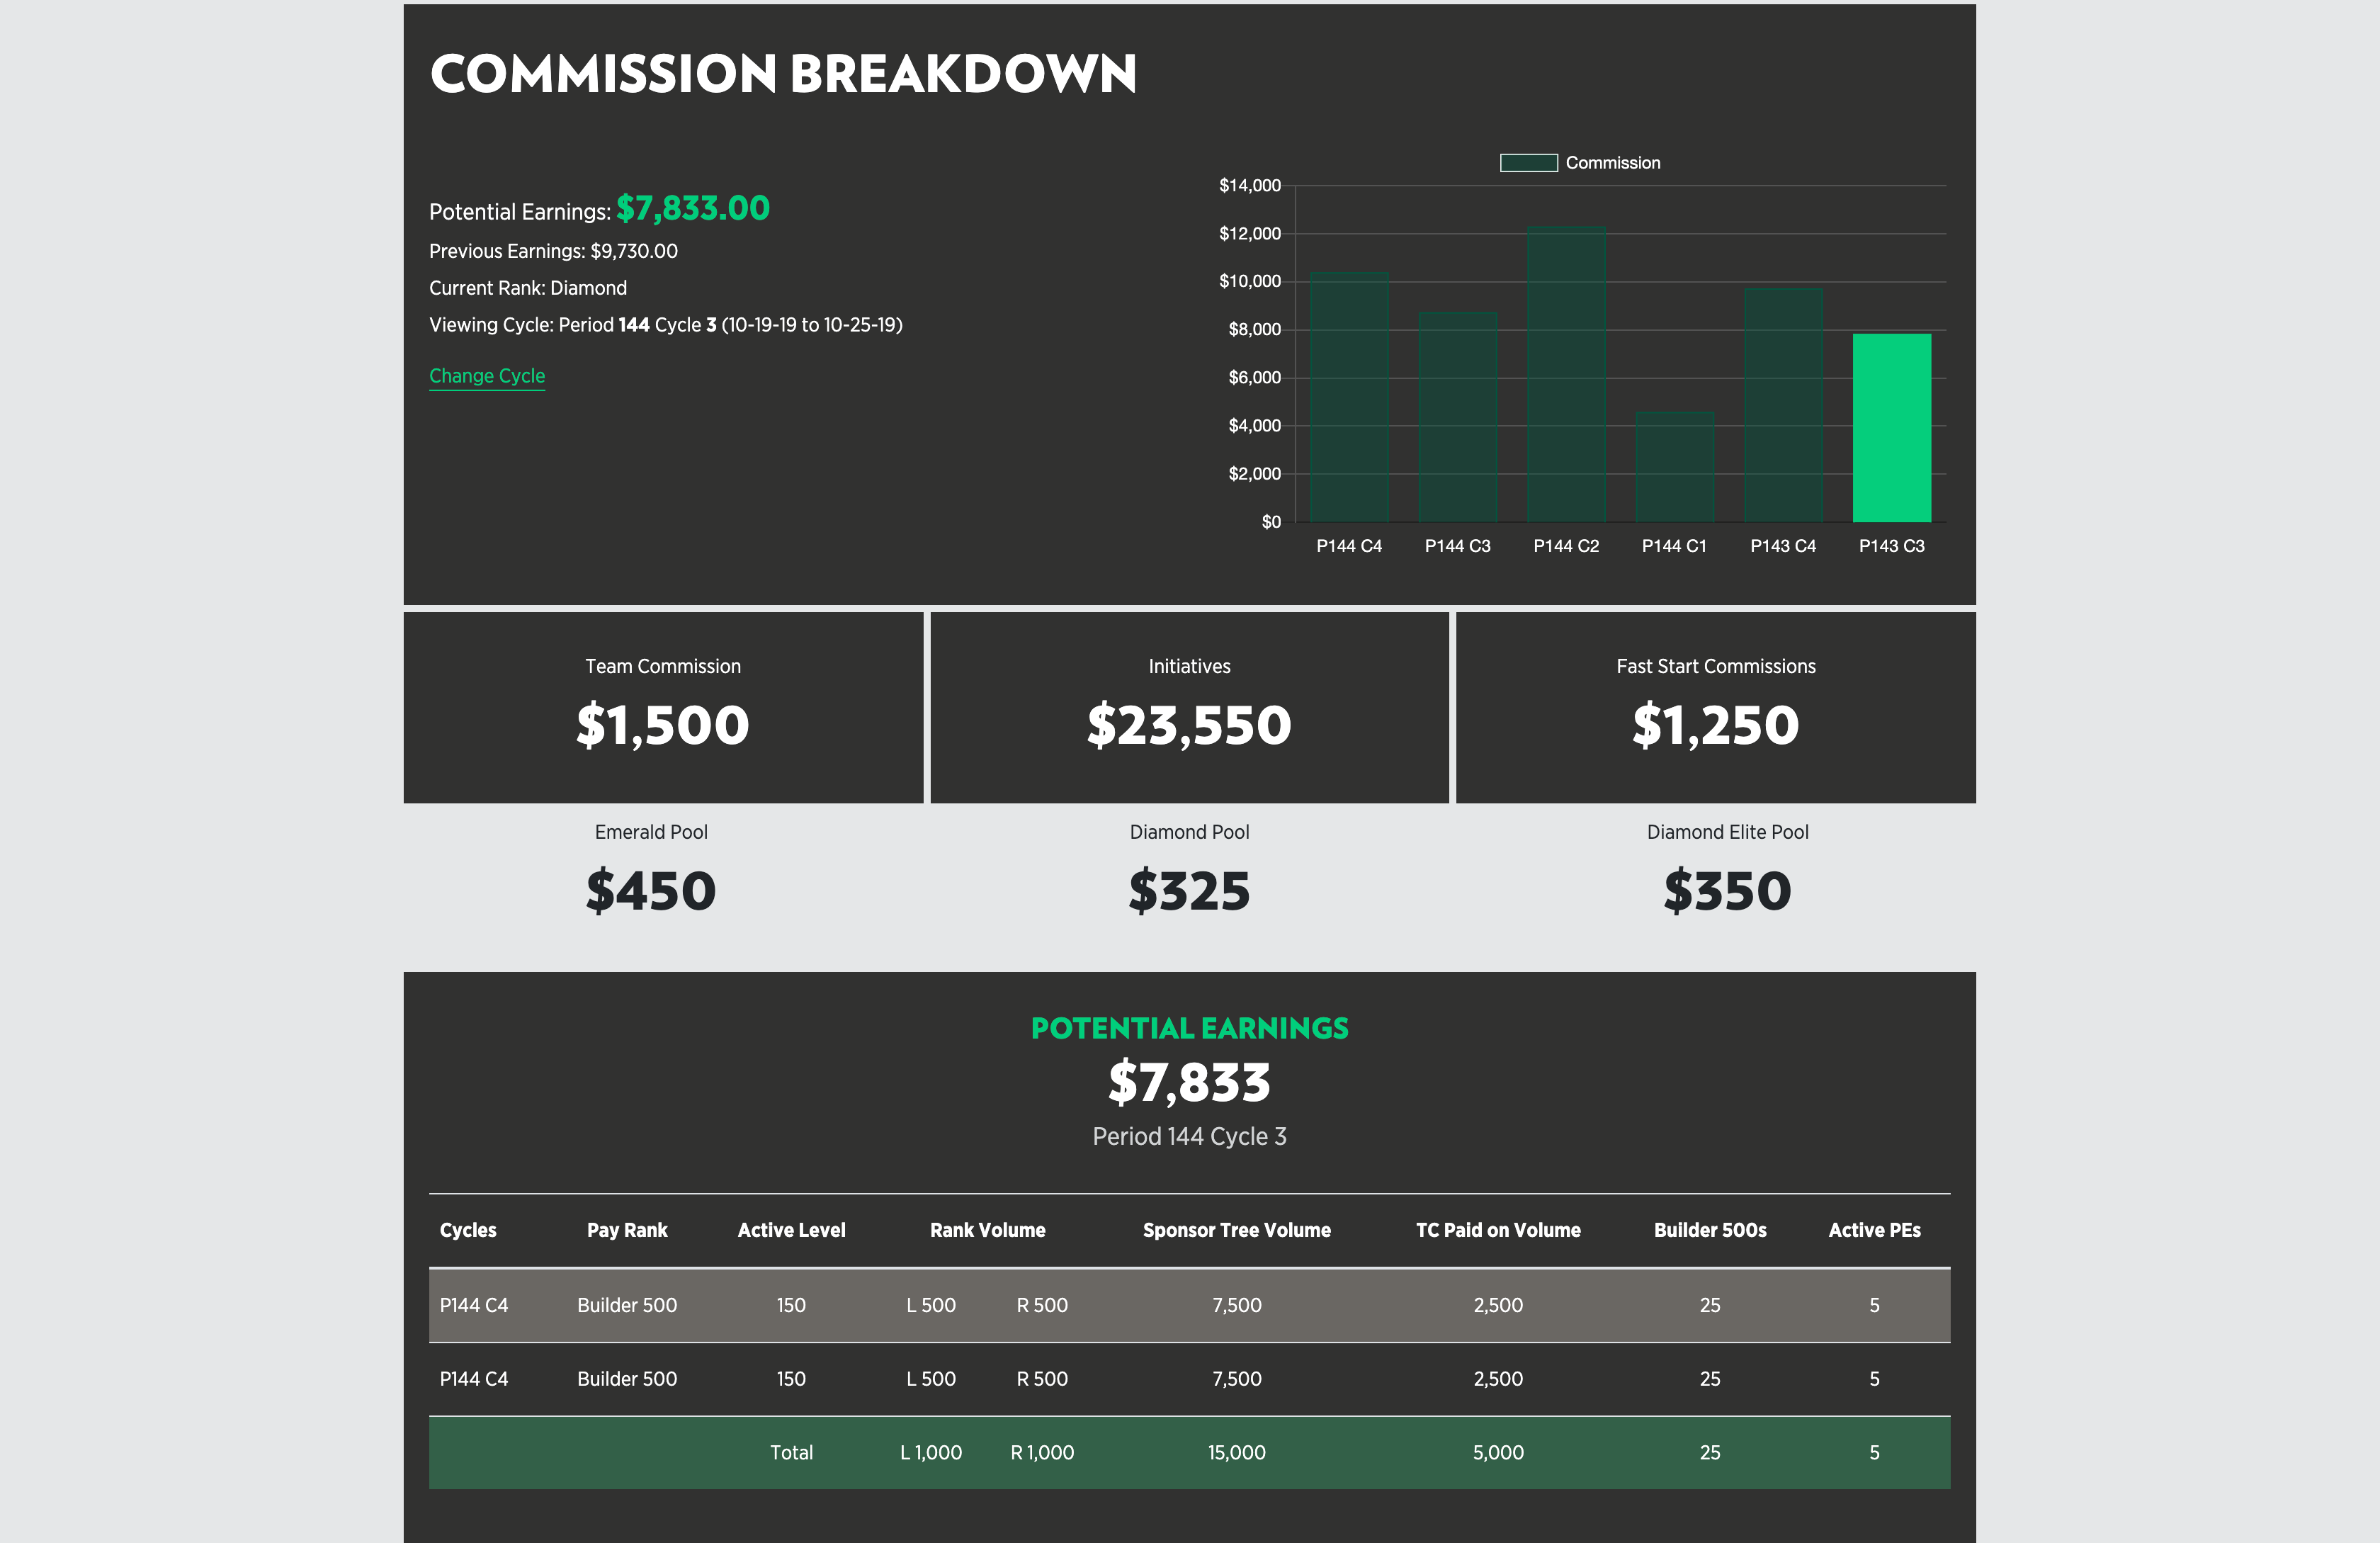 COMMISSION BREAKDOWN
Potential Earnings: $7,833.00
Previous Earnings: $9,730.00
Current Rank: Diamond
Viewing Cycle: Period 144 Cycle 3 (10-19-19 to 10-25-19)
Change Cycle
Commission
$14,000
$12,000
$10,000
$8,000
$6,000
$4,000
$2,000
$0
P144 C4 P144 C3 P144 C2 P144 C1 P143 C4 P143 C3
Team Commission
$1,500
Initiatives
$23,550
Fast Start Commissions
$1,250
Emerald Pool
$450
Diamond Pool
$325
Diamond Elite Pool
$350
POTENTIAL EARNINGS
$7,833
Period 144 Cycle 3
Cycles Pay Rank Active Level Rank Volume Sponsor Tree Volume TC Paid on Volume Builder 500s Active PEs
P144 C4 Builder 500 150 L 500 R 500 7,500 2,500 25 5
P144 C4 Builder 500 150 L 500 R 500 7,500 2,500 25 5
Total L 1,000 R 1,000 15,000 5,000 25 5